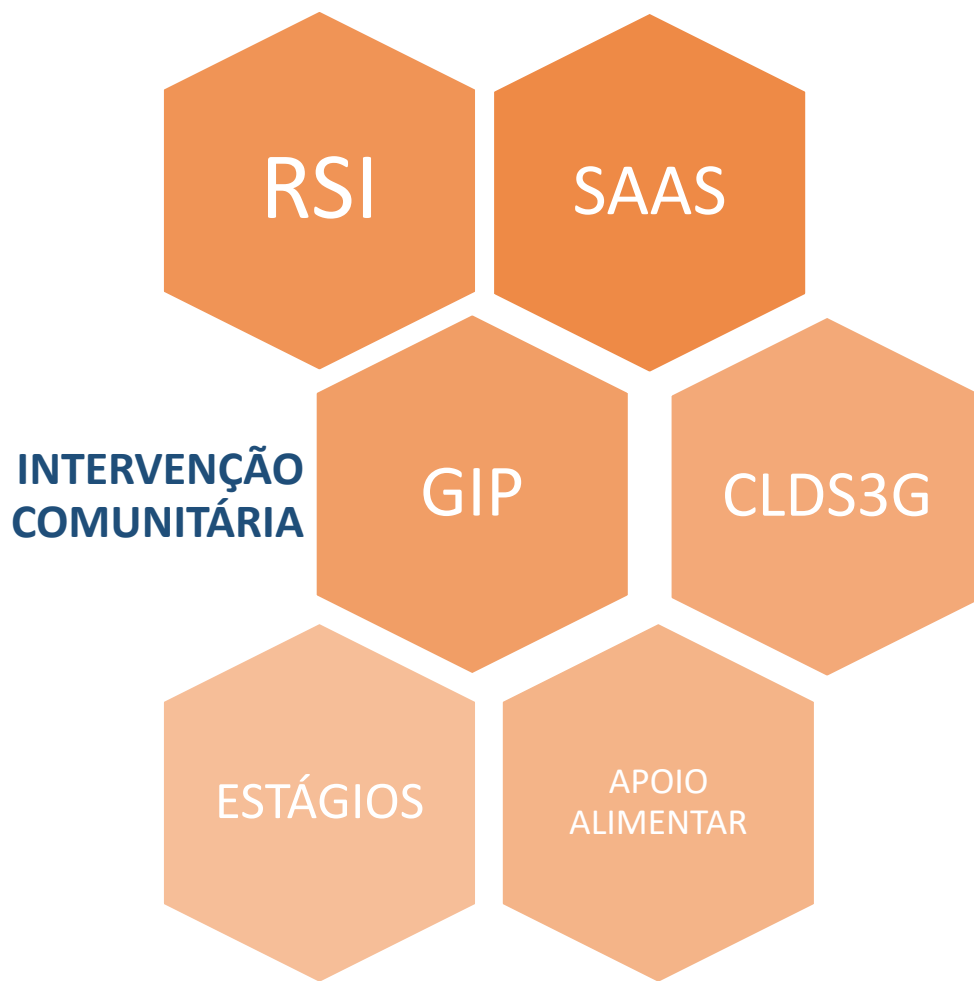 RSI
SAAS
INTERVENÇÃO
COMUNITÁRIA
GIP
CLDS3G
ESTÁGIOS
APOIO
ALIMENTAR